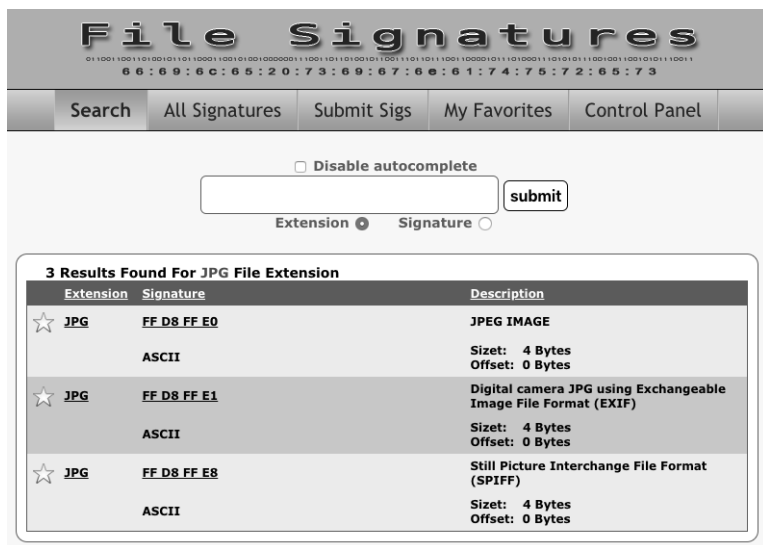 File Signatures
66:69:6c:65:20:73:69:67:6e:61:74:75:72:65:73
Search All Signatures Submit Sigs My Favorites Control Panel
Disable autocomplete
submit
Extension Signature
3 Results Found For JPG File Extension
Extension Signature Description
JPG FF D8 FF E0 JPEG IMAGE
ASCII Sizet: 4 Bytes
Offset: 0 Bytes
JPG FF D8 FF E1 Digital camera JPG using Exchangeable
Image File Format (EXIF)
ASCII Sizet: 4 Bytes
Offset: 0 Bytes
JPG FF D8 FF E8 Still Picture Interchange File Format
(SPIFF)
ASCII Sizet: 4 Bytes
Offset: 0 Bytes